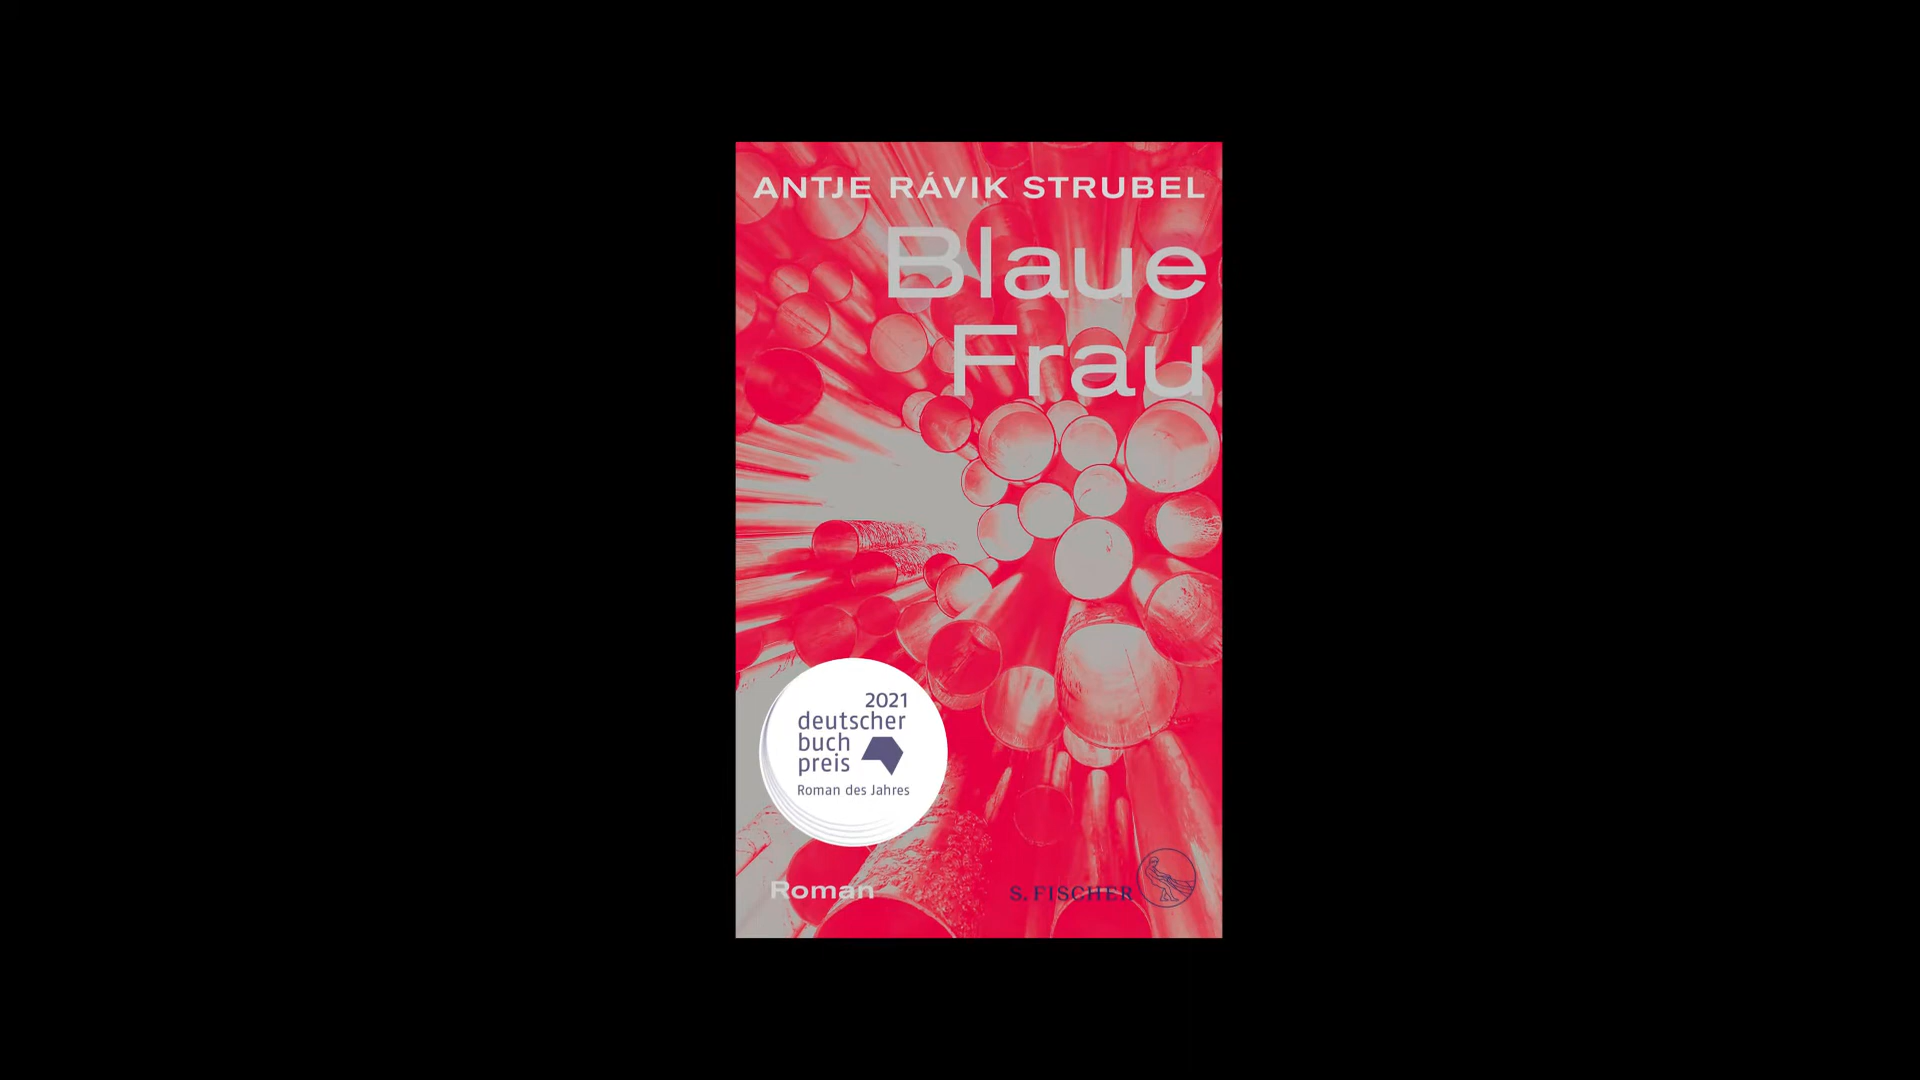 ANTJE RÁVIK STRUBEL
Blaue
Frau
2021
deutscher
buch
preis
Roman des Jahres
Roman
S. FISCHER